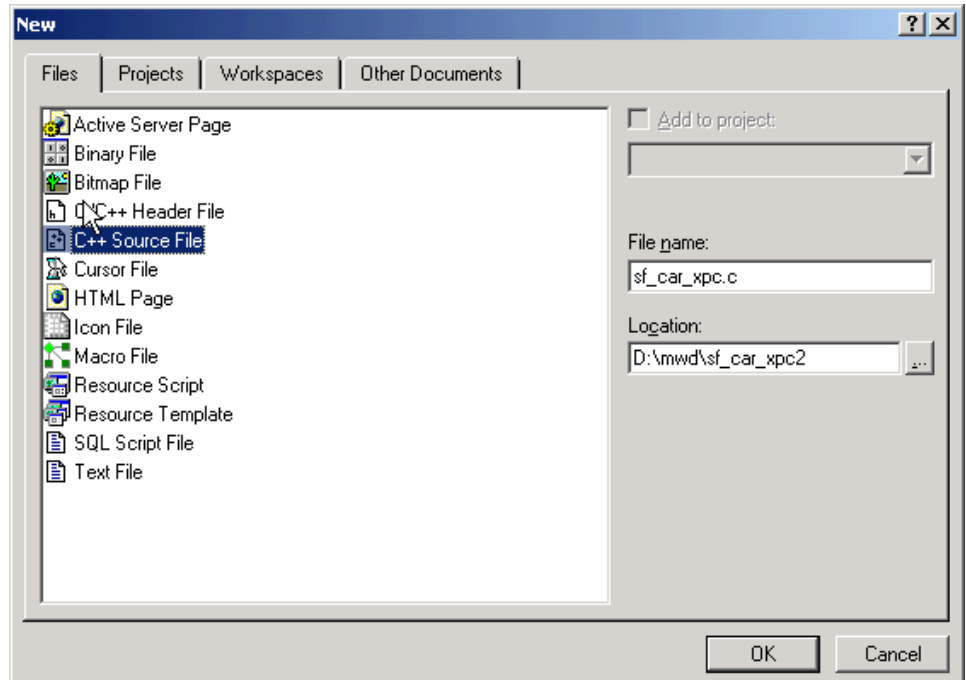 New
Files
Projects
Workspaces
Other Documents
Active Server Page
Binary File
Bitmap File
C/C++ Header File
C++ Source File
Cursor File
HTML Page
Icon File
Macro File
Resource Script
Resource Template
SQL Script File
Text File
Add to project:
File name:
sf_car_xpc.c
Location:
D:\mwd\sf_car_xpc2
...
OK
Cancel